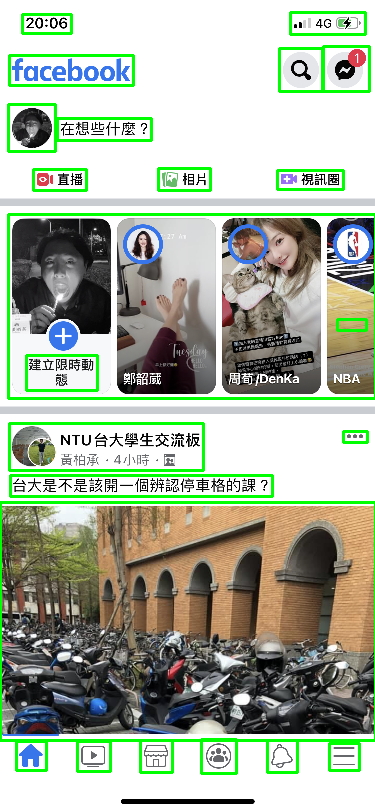 20:06
4G
facebook
1
在想些什麼？
直播
相片
視訊圈
Tuesday
建立限時動態
鄭韶葳
周荀/DenKa
NBA
NTU台大學生交流板
黃柏承·4小時·
台大是不是該開一個辨認停車格的課？